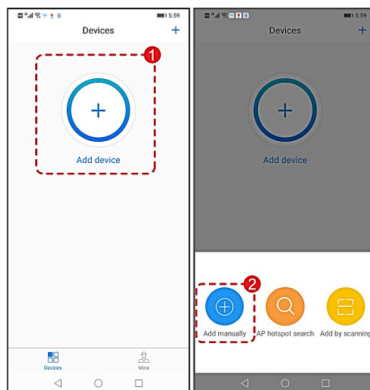 5:59
Devices
+
1
Add device
Devices
Mine
5:59
Devices
+
Add device
2
Add manually
AP hotspot search
Add by scanning